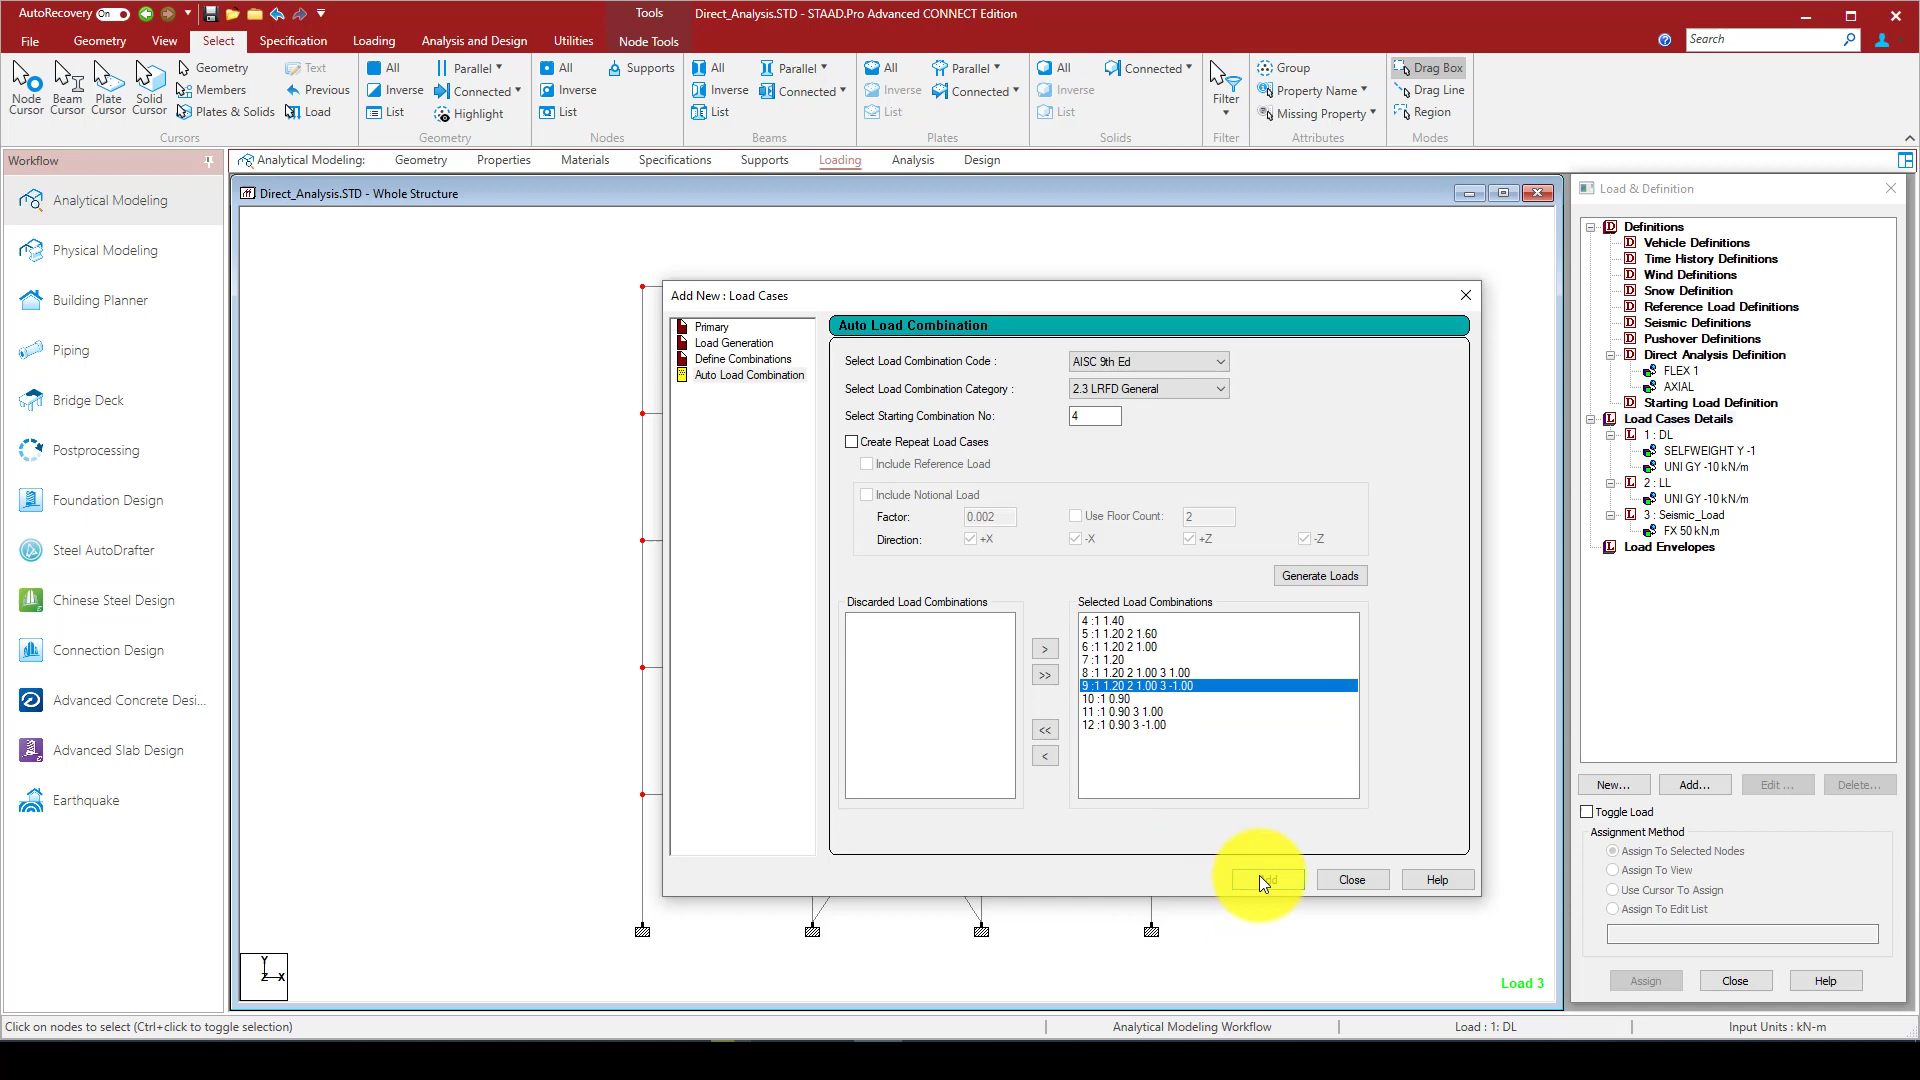 AutoRecovery On
Tools
Direct_Analysis.STD - STAAD.Pro Advanced CONNECT Edition
File Geometry View Select Specification Loading Analysis and Design Utilities Node Tools
Search
Node Cursor
Beam Cursor
Plate Cursor
Solid Cursor
Geometry
Members
Plates & Solids
Text
Previous
Load
Cursors
All
Inverse
List
Parallel
Connected
Highlight
Geometry
All
Inverse
List
Supports
Nodes
All
Inverse
List
Parallel
Connected
Beams
All
Inverse
List
Parallel
Connected
Plates
All
Inverse
List
Connected
Solids
Filter
Filter
Group
Property Name
Missing Property
Attributes
Drag Box
Drag Line
Region
Modes
Workflow
Analytical Modeling
Physical Modeling
Building Planner
Piping
Bridge Deck
Postprocessing
Foundation Design
Steel AutoDrafter
Chinese Steel Design
Connection Design
Advanced Concrete Desi...
Advanced Slab Design
Earthquake
Analytical Modeling: Geometry Properties Materials Specifications Supports Loading Analysis Design
Direct_Analysis.STD - Whole Structure
Add New : Load Cases
Primary
Load Generation
Define Combinations
Auto Load Combination
Auto Load Combination
Select Load Combination Code : AISC 9th Ed
Select Load Combination Category : 2.3 LRFD General
Select Starting Combination No: 4
Create Repeat Load Cases
Include Reference Load
Include Notional Load
Factor: 0.002 Use Floor Count: 2
Direction: +X -X +Z -Z
Generate Loads
Discarded Load Combinations
>
>>
<<
<
Selected Load Combinations
4 :1 1.40
5 :1 1.20 2 1.60
6 :1 1.20 2 1.00
7 :1 1.20
8 :1 1.20 2 1.00 3 1.00
9 :1 1.20 2 1.00 3 -1.00
10 :1 0.90
11 :1 0.90 3 1.00
12 :1 0.90 3 -1.00
Close Help
Y
Z X
Load 3
Load & Definition
Definitions
Vehicle Definitions
Time History Definitions
Wind Definitions
Snow Definition
Reference Load Definitions
Seismic Definitions
Pushover Definitions
Direct Analysis Definition
FLEX 1
AXIAL
Starting Load Definition
Load Cases Details
1 : DL
SELFWEIGHT Y -1
UNI GY -10 kN/m
2 : LL
UNI GY -10 kN/m
3 : Seismic_Load
FX 50 kN,m
Load Envelopes
New... Add... Edit ... Delete...
Toggle Load
Assignment Method
Assign To Selected Nodes
Assign To View
Use Cursor To Assign
Assign To Edit List
Assign Close Help
Click on nodes to select (Ctrl+click to toggle selection)
Analytical Modeling Workflow
Load : 1: DL
Input Units : kN-m